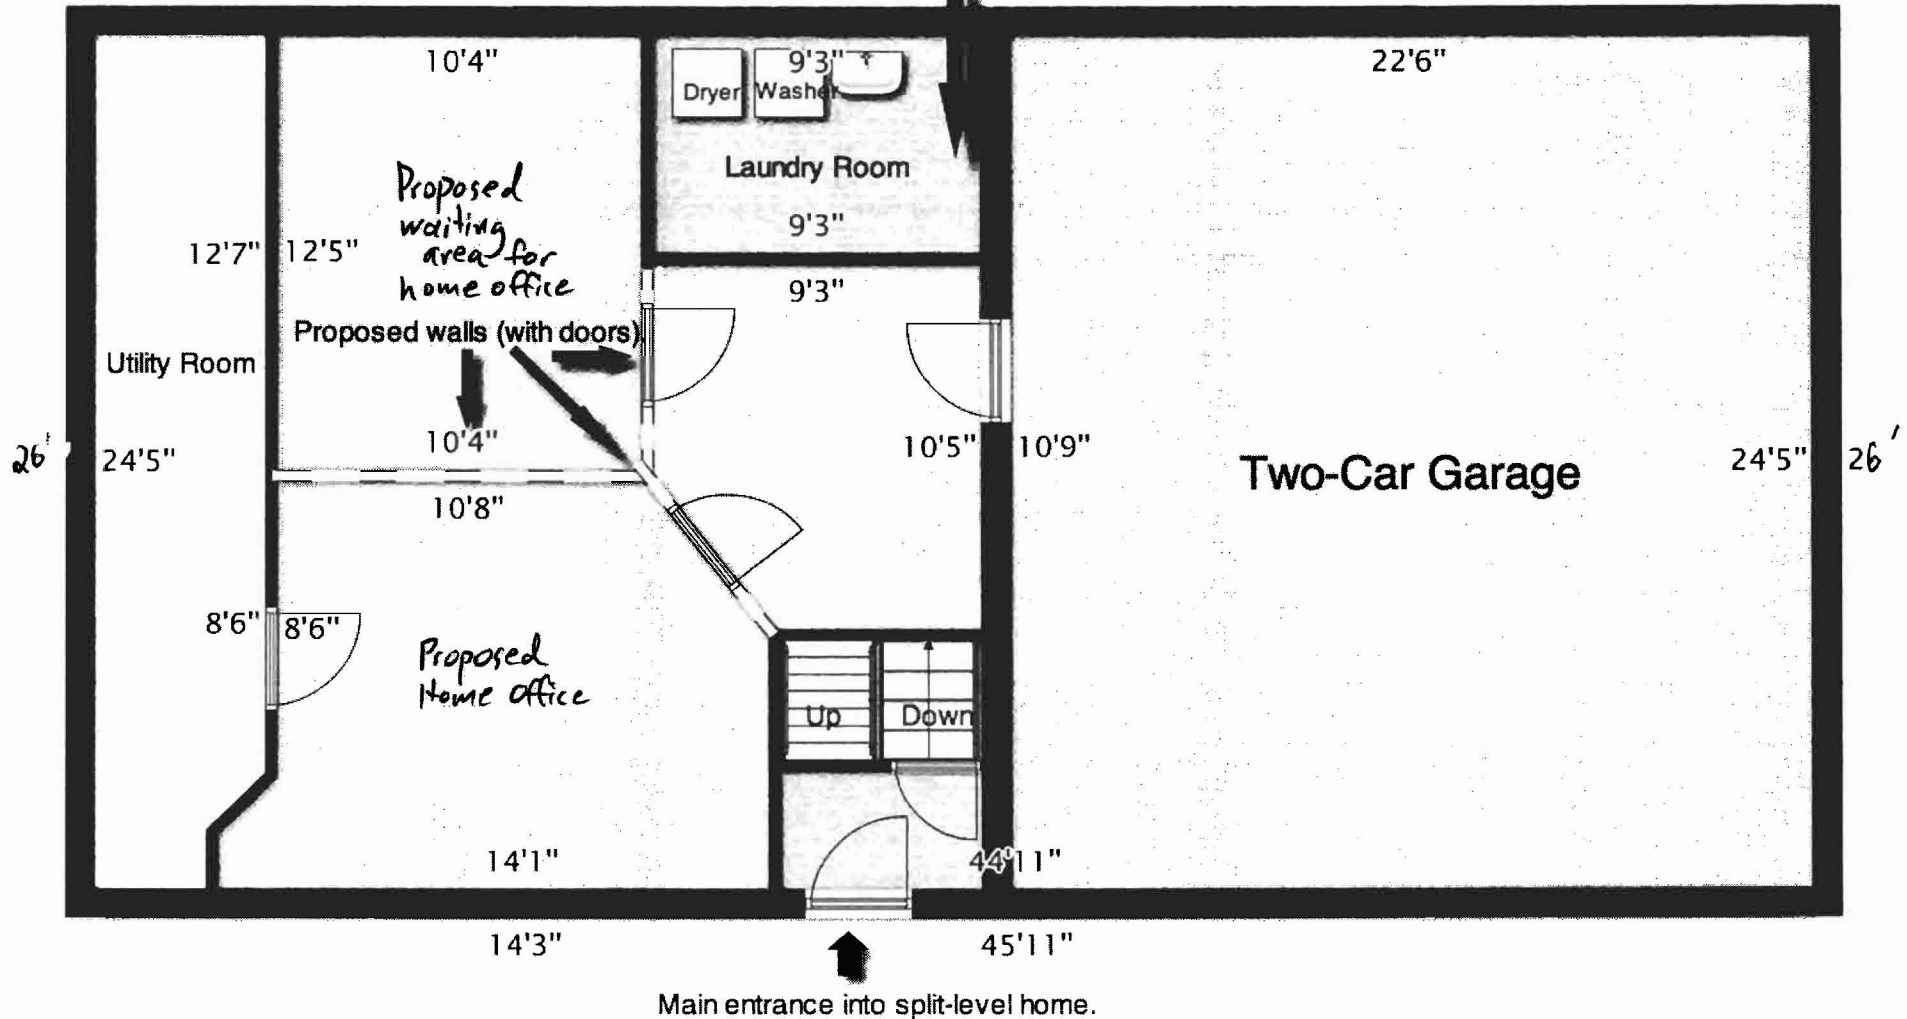 10'4"
9'3"
22'6"
Dryer
Washer
Laundry Room
Proposed
waiting
area for
home office
9'3"
12'7"
12'5"
9'3"
Proposed walls (with doors)
Utility Room
10'4"
10'5"
10'9"
26'
24'5"
Two-Car Garage
24'5"
26'
10'8"
8'6"
8'6"
Proposed
Home Office
Up
Down
14'1"
44'11"
14'3"
45'11"
Main entrance into split-level home.